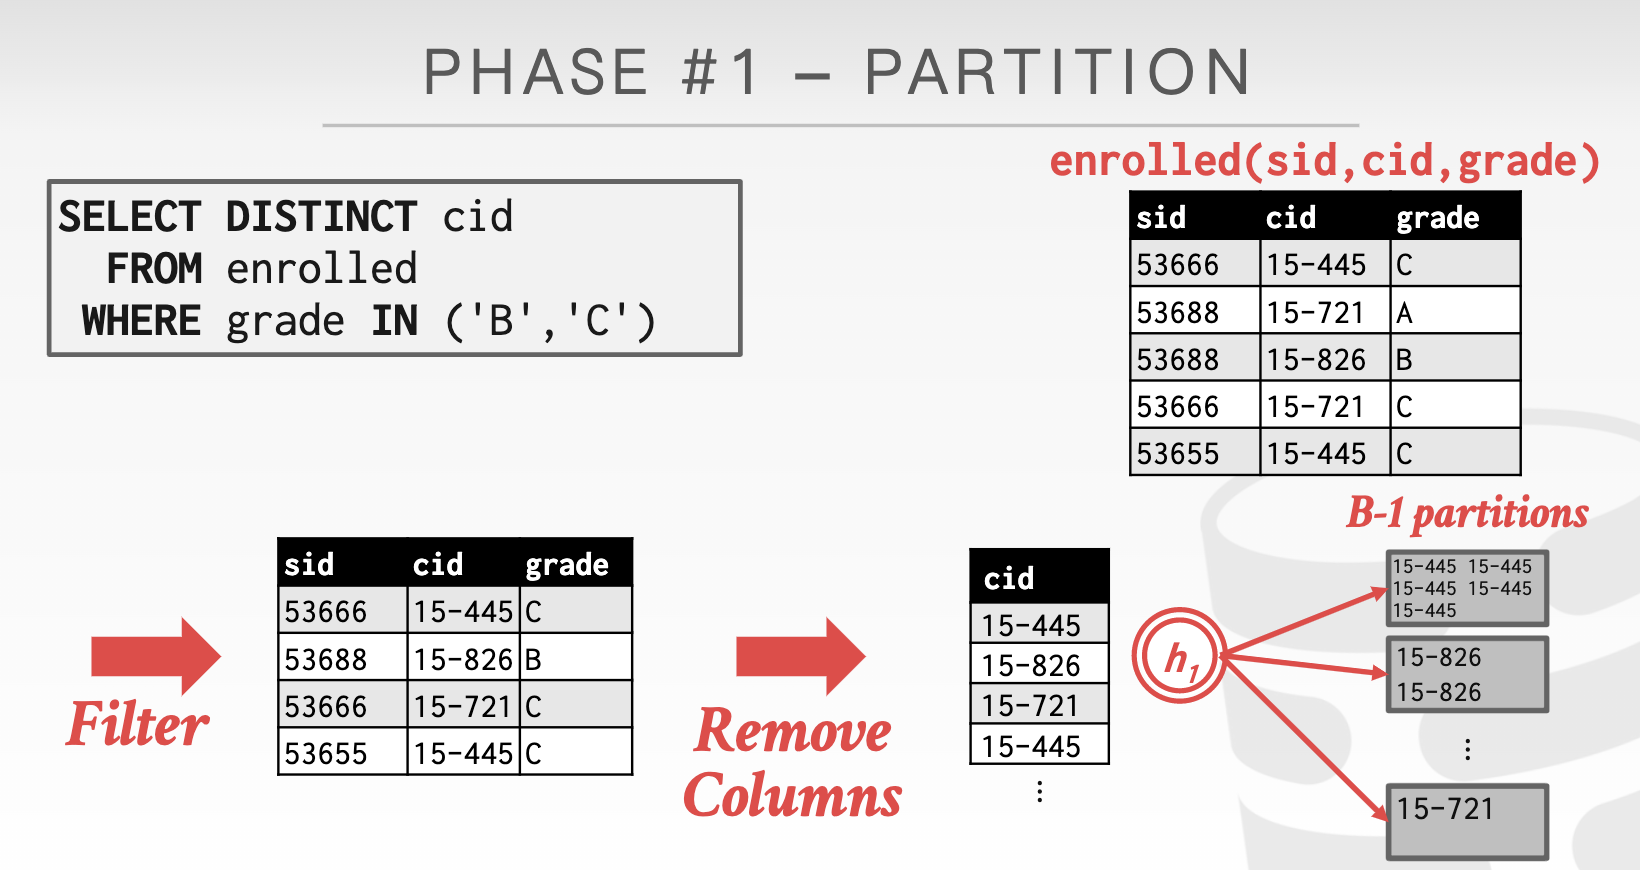 PHASE #1 – PARTITION
SELECT DISTINCT cid
FROM enrolled
WHERE grade IN ('B','C')
enrolled(sid,cid,grade)
sid cid grade
53666 15-445 C
53688 15-721 A
53688 15-826 B
53666 15-721 C
53655 15-445 C
Filter
sid cid grade
53666 15-445 C
53688 15-826 B
53666 15-721 C
53655 15-445 C
Remove
Columns
cid
15-445
15-826
15-721
15-445
⋮
h1
B-1 partitions
15-445 15-445
15-445 15-445
15-445
15-826
15-826
⋮
15-721